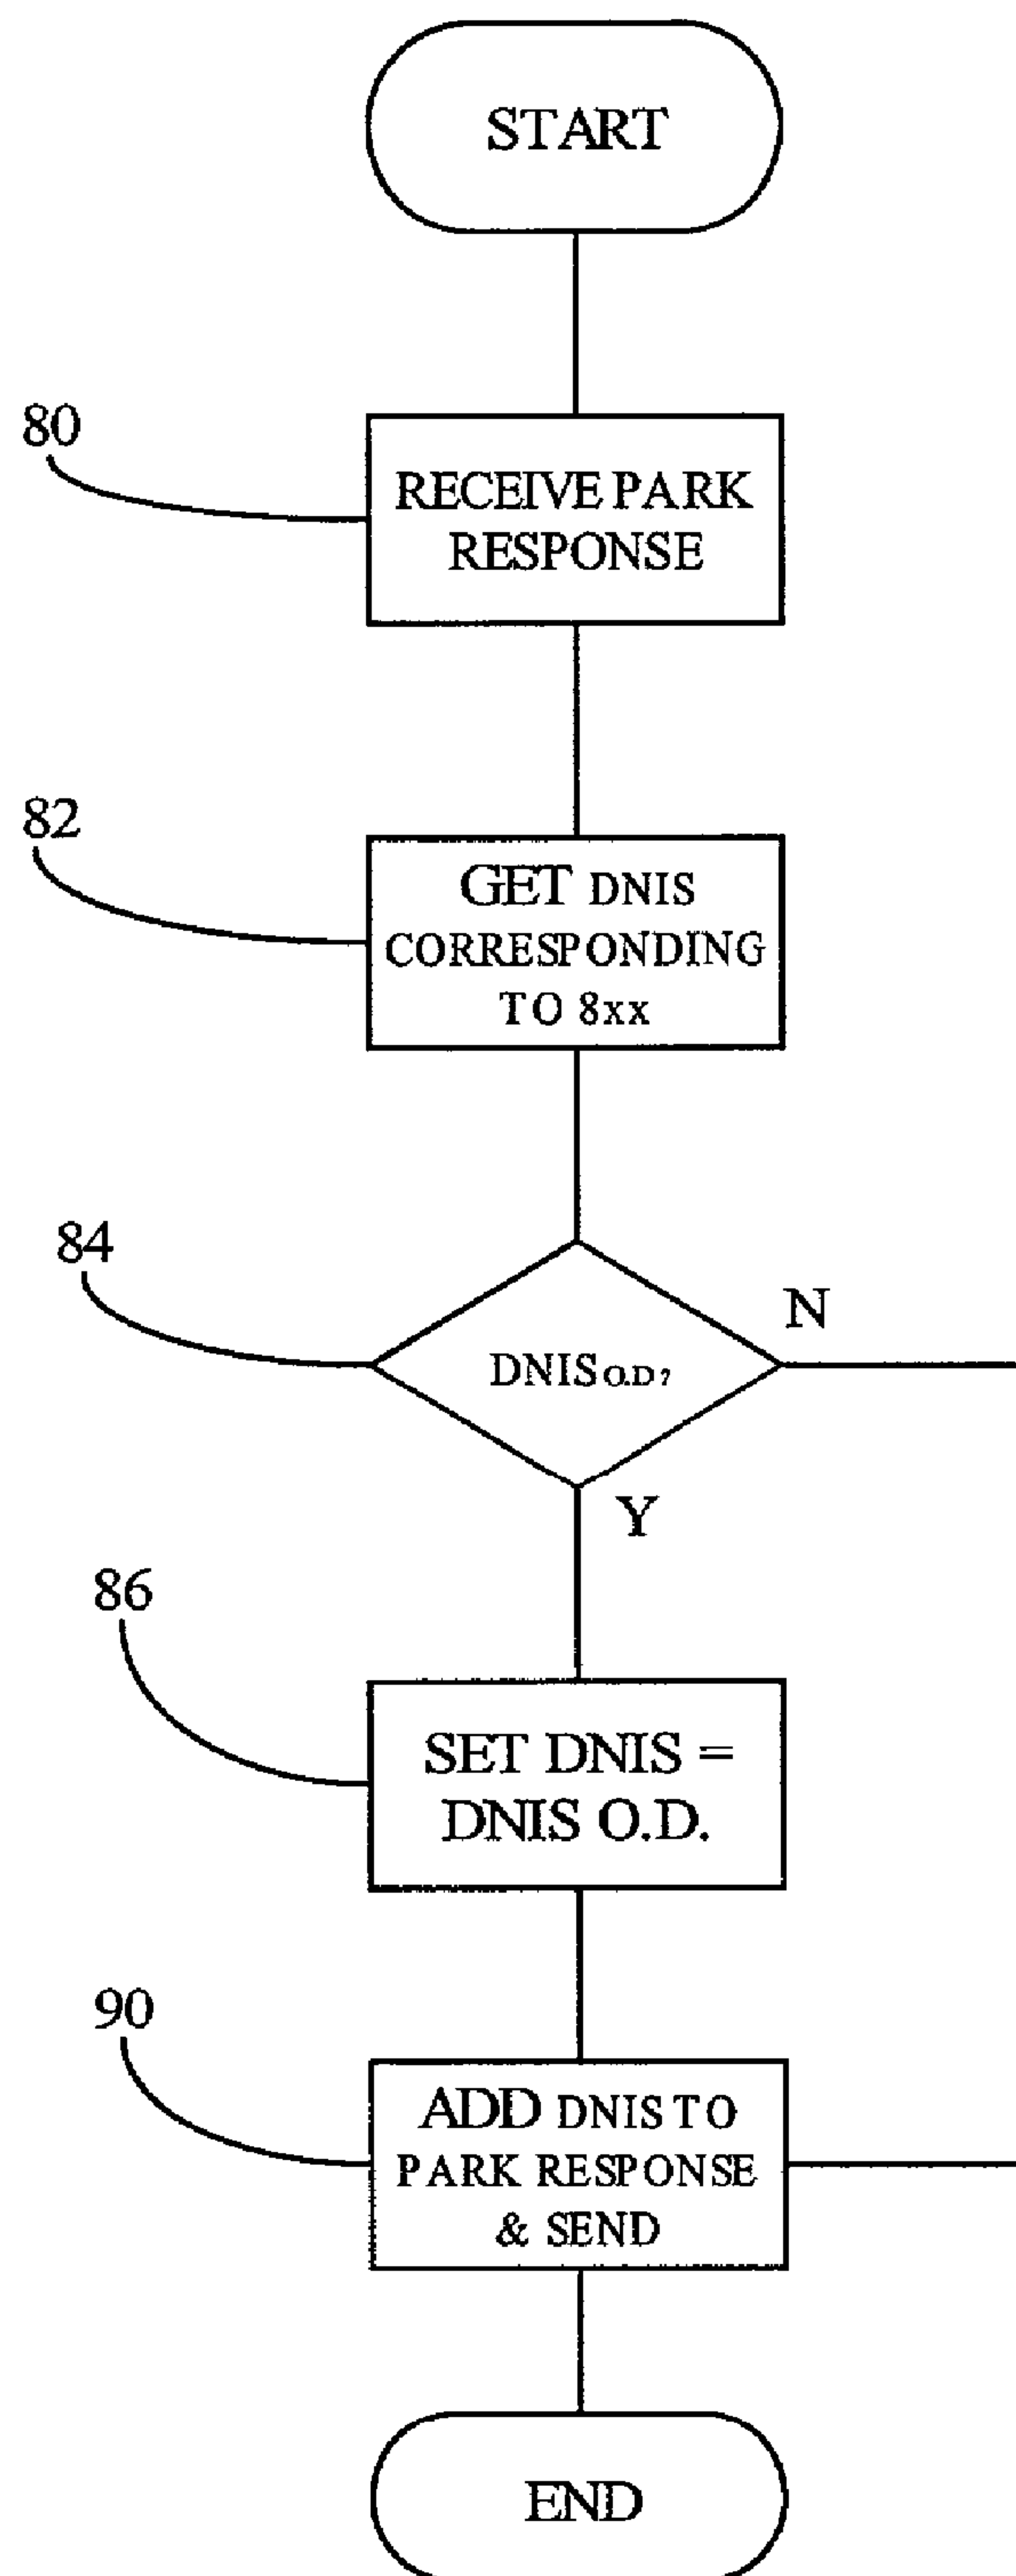 START
80
RECEIVE PARK
RESPONSE
82
GET DNIS
CORRESPONDING
TO 8xx
84
N
DNIS O.D?
Y
86
SET DNIS =
DNIS O.D.
90
ADD DNIS TO
PARK RESPONSE
& SEND
END